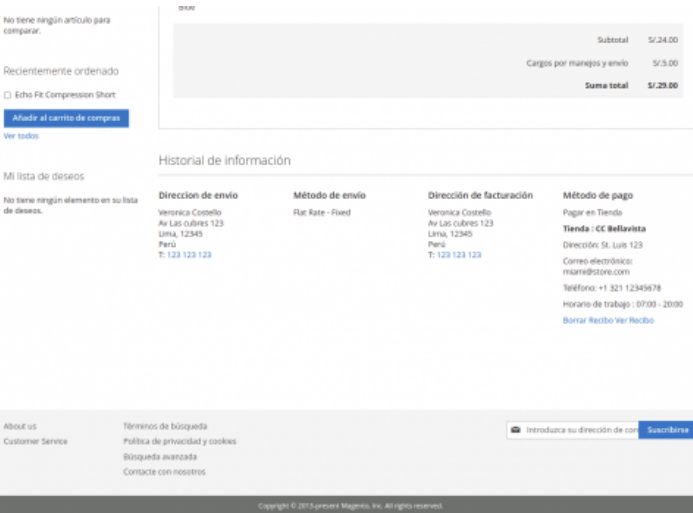 No tiene ningún artículo para
comparar.
Recientemente ordenado
Echo Fit Compression Short
Añadir al carrito de compras
Ver todos
Mi lista de deseos
No tiene ningún elemento en su lista
de deseos.
Blue
Subtotal S/.24.00
Cargos por manejos y envío S/.5.00
Suma total S/.29.00
Historial de información
Direccion de envio
Veronica Costello
Av Las cubres 123
Lima, 12345
Perú
T: 123 123 123
Método de envío
Flat Rate - Fixed
Dirección de facturación
Veronica Costello
Av Las cubres 123
Lima, 12345
Perú
T: 123 123 123
Método de pago
Pagar en Tienda
Tienda : CC Bellavista
Dirección: St. Luis 123
Correo electrónico:
miami@store.com
Teléfono: +1 321 12345678
Horario de trabajo : 07:00 - 20:00
Borrar Recibo Ver Recibo
About us
Customer Service
Términos de búsqueda
Política de privacidad y cookies
Búsqueda avanzada
Contacte con nosotros
Introduzca su dirección de corr
Suscribirse
Copyright © 2013-present Magento, Inc. All rights reserved.